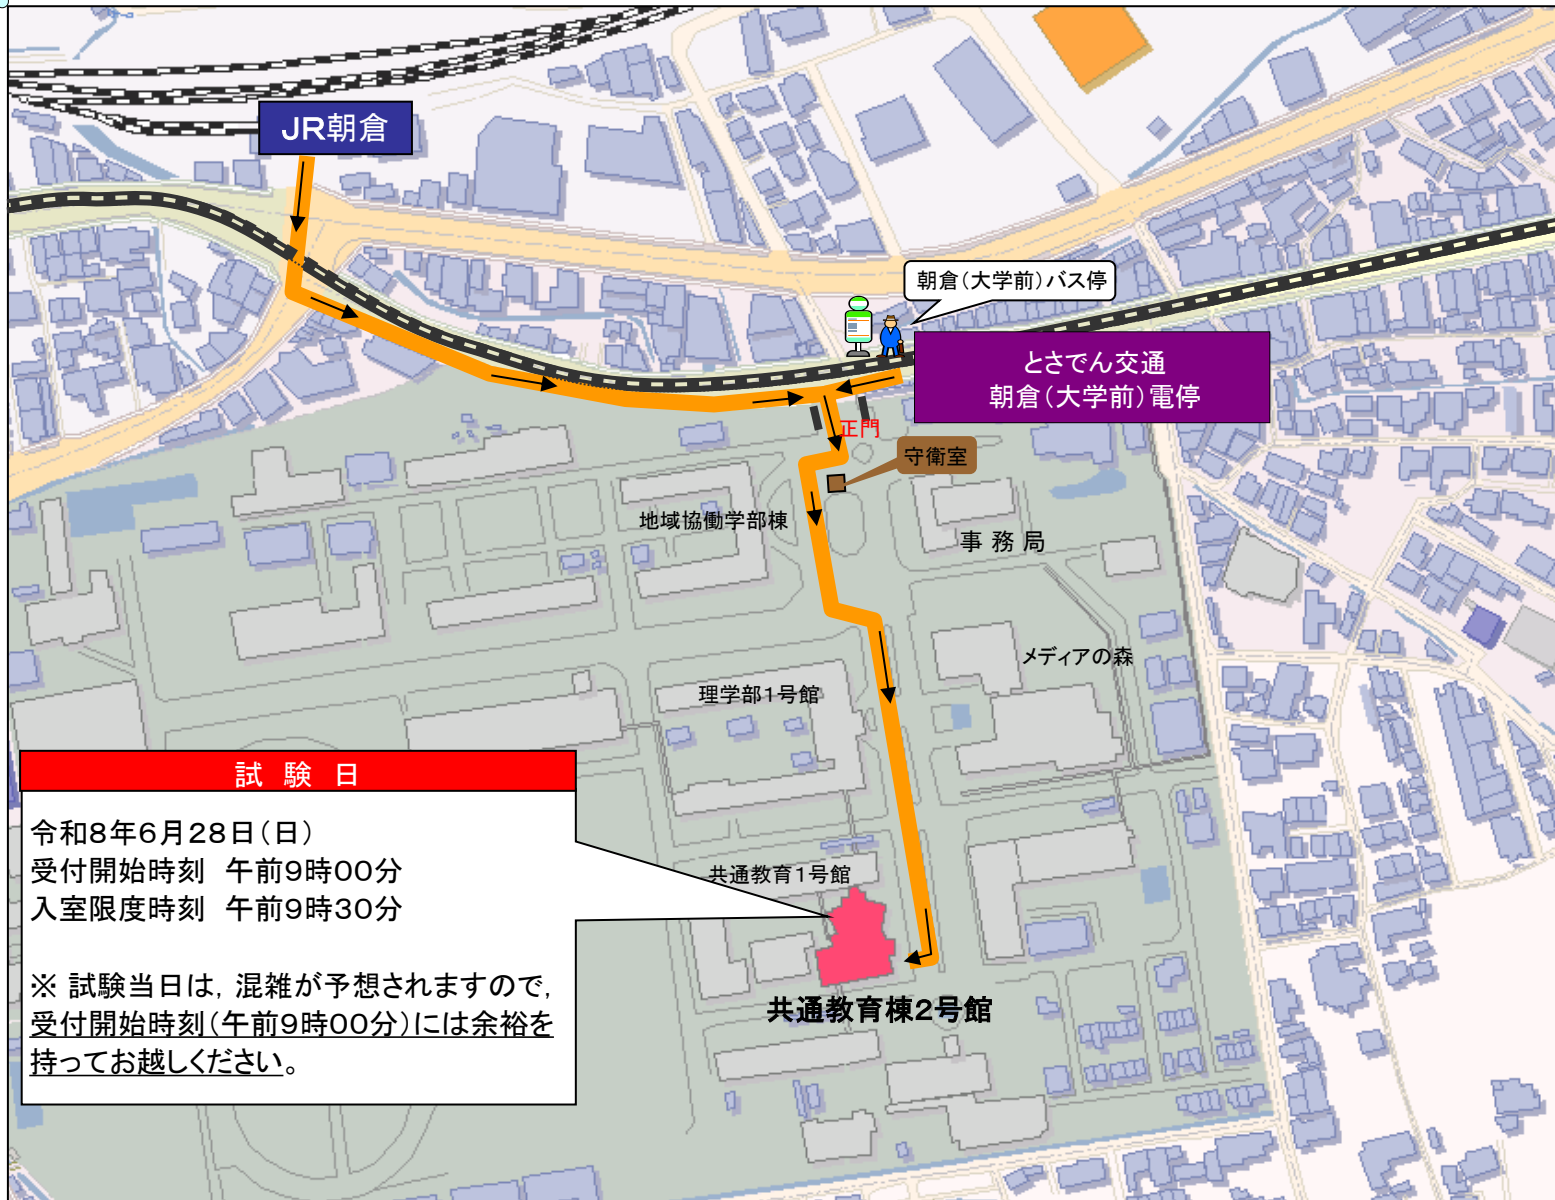 JR朝倉
朝倉（大学前）バス停
とさでん交通
朝倉（大学前）電停
正門
守衛室
地域協働学部棟
事務局
メディアの森
理学部１号館
試　験　日
令和８年６月２８日（日）
受付開始時刻　午前９時００分
入室限度時刻　午前９時３０分
※ 試験当日は，混雑が予想されますので，
受付開始時刻（午前９時００分）には余裕を
持ってお越しください。
共通教育１号館
共通教育棟２号館